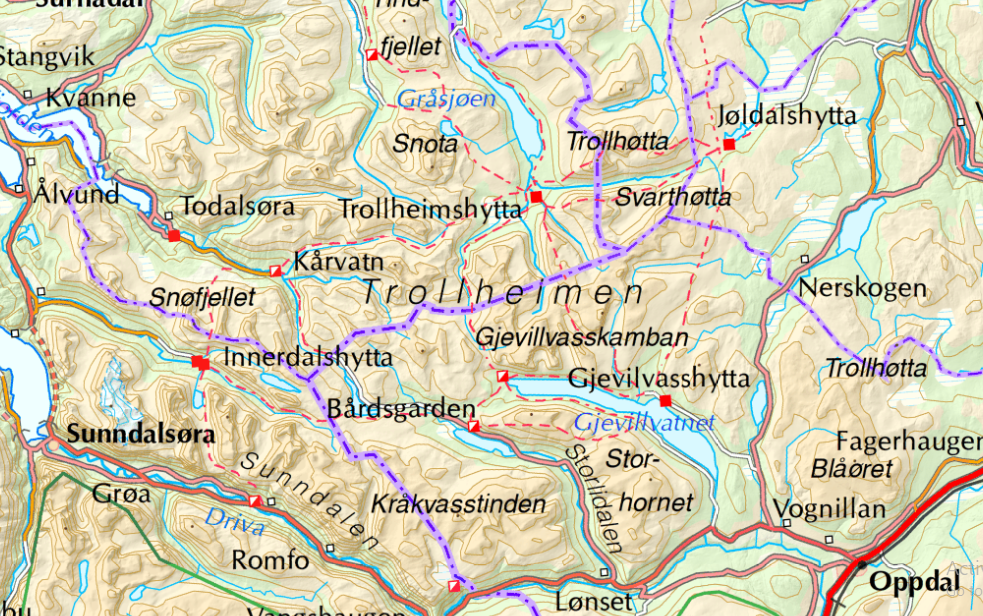 Surnadal
fjellet
Stangvik
Kvanne
Gråsjøen
Jøldalshytta
Snota
Trollhøtta
Ålvund
Todalsøra
Trollheimshytta
Svarthøtta
Kårvatn
Snøfjellet
Trollheimen
Nerskogen
Gjevillvasskamban
Innerdalshytta
Trollhøtta
Gjevilvasshytta
Bårdsgarden
Gjevillvatnet
Sunndalsøra
Fagerhaugen
Blåøret
Sunndalen
Stor-
hornet
Storlidalen
Grøa
Kråkvasstinden
Driva
Vognillan
Romfo
Oppdal
Lønset
Vangshaugen